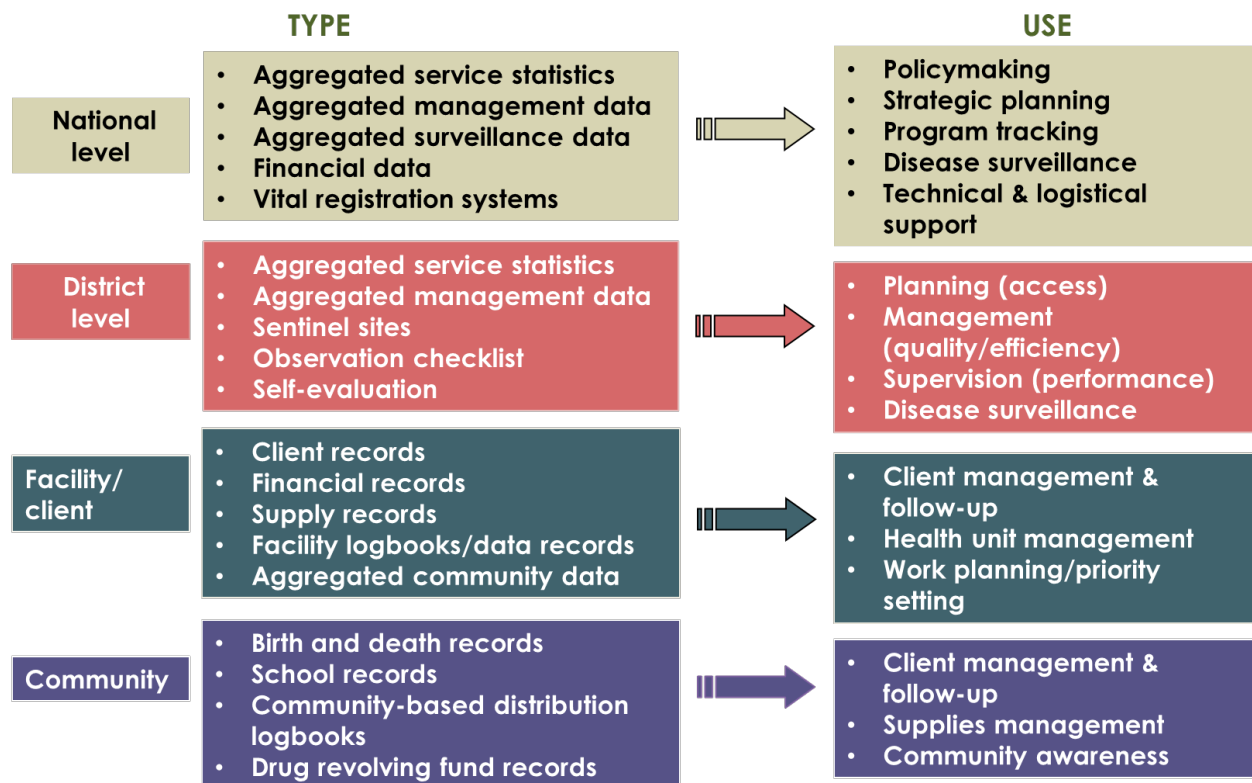 TYPE
USE
National
level
• Aggregated service statistics
• Aggregated management data
• Aggregated surveillance data
• Financial data
• Vital registration systems
• Policymaking
• Strategic planning
• Program tracking
• Disease surveillance
• Technical & logistical
support
District
level
• Aggregated service statistics
• Aggregated management data
• Sentinel sites
• Observation checklist
• Self-evaluation
• Planning (access)
• Management
(quality/efficiency)
• Supervision (performance)
• Disease surveillance
Facility/
client
• Client records
• Financial records
• Supply records
• Facility logbooks/data records
• Aggregated community data
• Client management &
follow-up
• Health unit management
• Work planning/priority
setting
Community
• Birth and death records
• School records
• Community-based distribution
logbooks
• Drug revolving fund records
• Client management &
follow-up
• Supplies management
• Community awareness